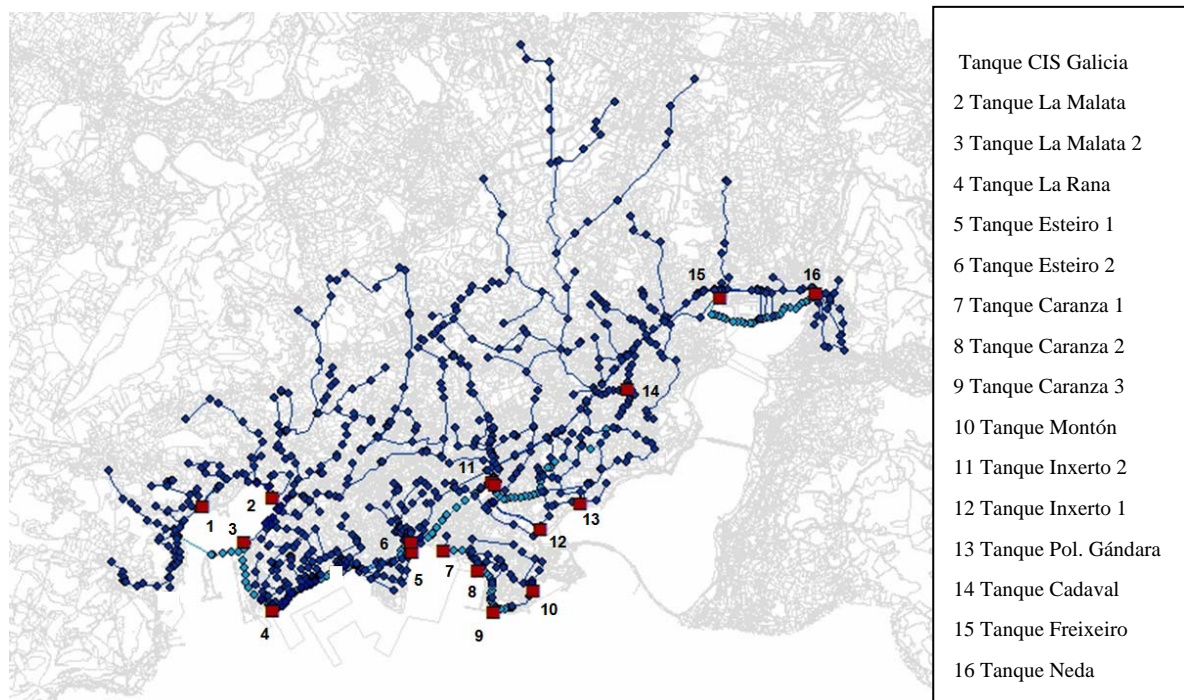 15
16
14
11
2
1
3
13
12
6
5
7
8
10
4
9
Tanque CIS Galicia
2 Tanque La Malata
3 Tanque La Malata 2
4 Tanque La Rana
5 Tanque Esteiro 1
6 Tanque Esteiro 2
7 Tanque Caranza 1
8 Tanque Caranza 2
9 Tanque Caranza 3
10 Tanque Montón
11 Tanque Inxerto 2
12 Tanque Inxerto 1
13 Tanque Pol. Gándara
14 Tanque Cadaval
15 Tanque Freixeiro
16 Tanque Neda